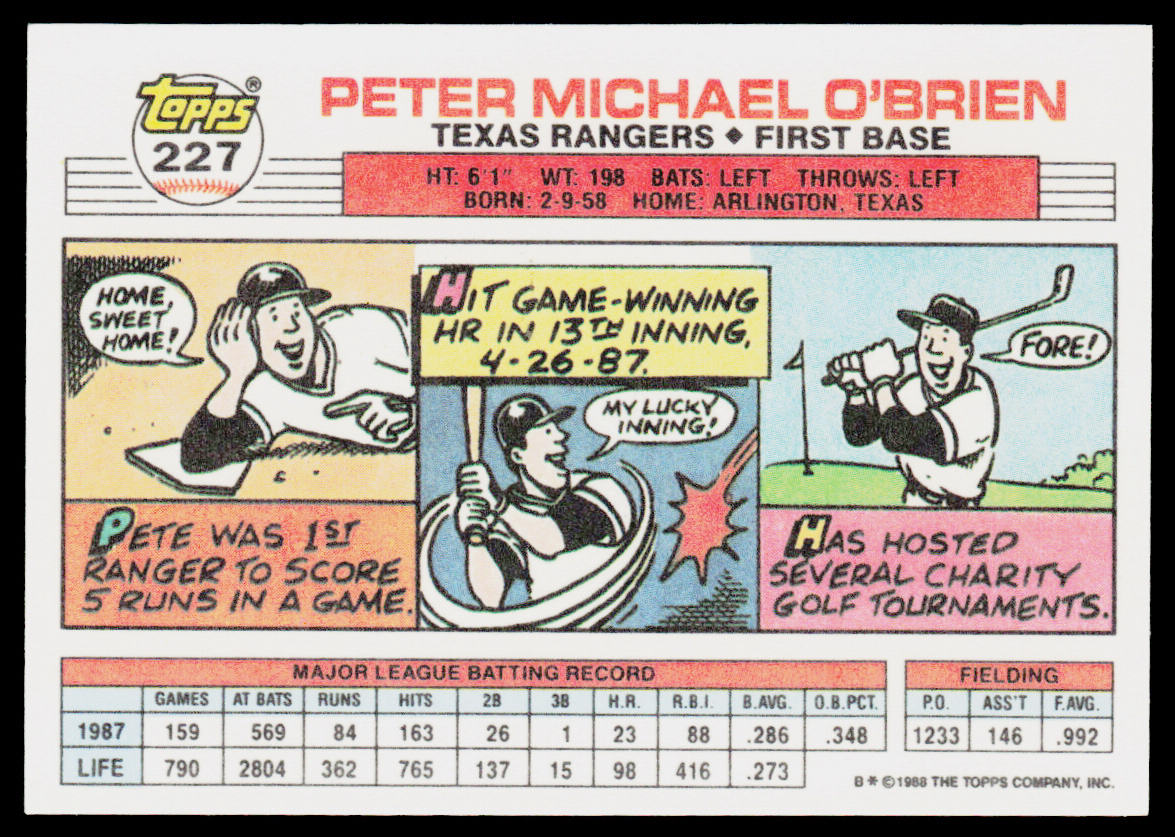 topps®
227
PETER MICHAEL O'BRIEN
TEXAS RANGERS ♦ FIRST BASE
HT: 6'1" WT: 198 BATS: LEFT THROWS: LEFT
BORN: 2-9-58 HOME: ARLINGTON, TEXAS
HOME,
SWEET
HOME!
PETE WAS 1ST
RANGER TO SCORE
5 RUNS IN A GAME.
HIT GAME-WINNING
HR IN 13TH INNING,
4-26-87.
MY LUCKY
INNING!
FORE!
HAS HOSTED
SEVERAL CHARITY
GOLF TOURNAMENTS.
MAJOR LEAGUE BATTING RECORD
GAMES AT BATS RUNS HITS 2B 3B H.R. R.B.I. B.AVG. O.B.PCT.
1987 159 569 84 163 26 1 23 88 .286 .348
LIFE 790 2804 362 765 137 15 98 416 .273
FIELDING
P.O. ASS'T F.AVG.
1233 146 .992
B * ©1988 THE TOPPS COMPANY, INC.